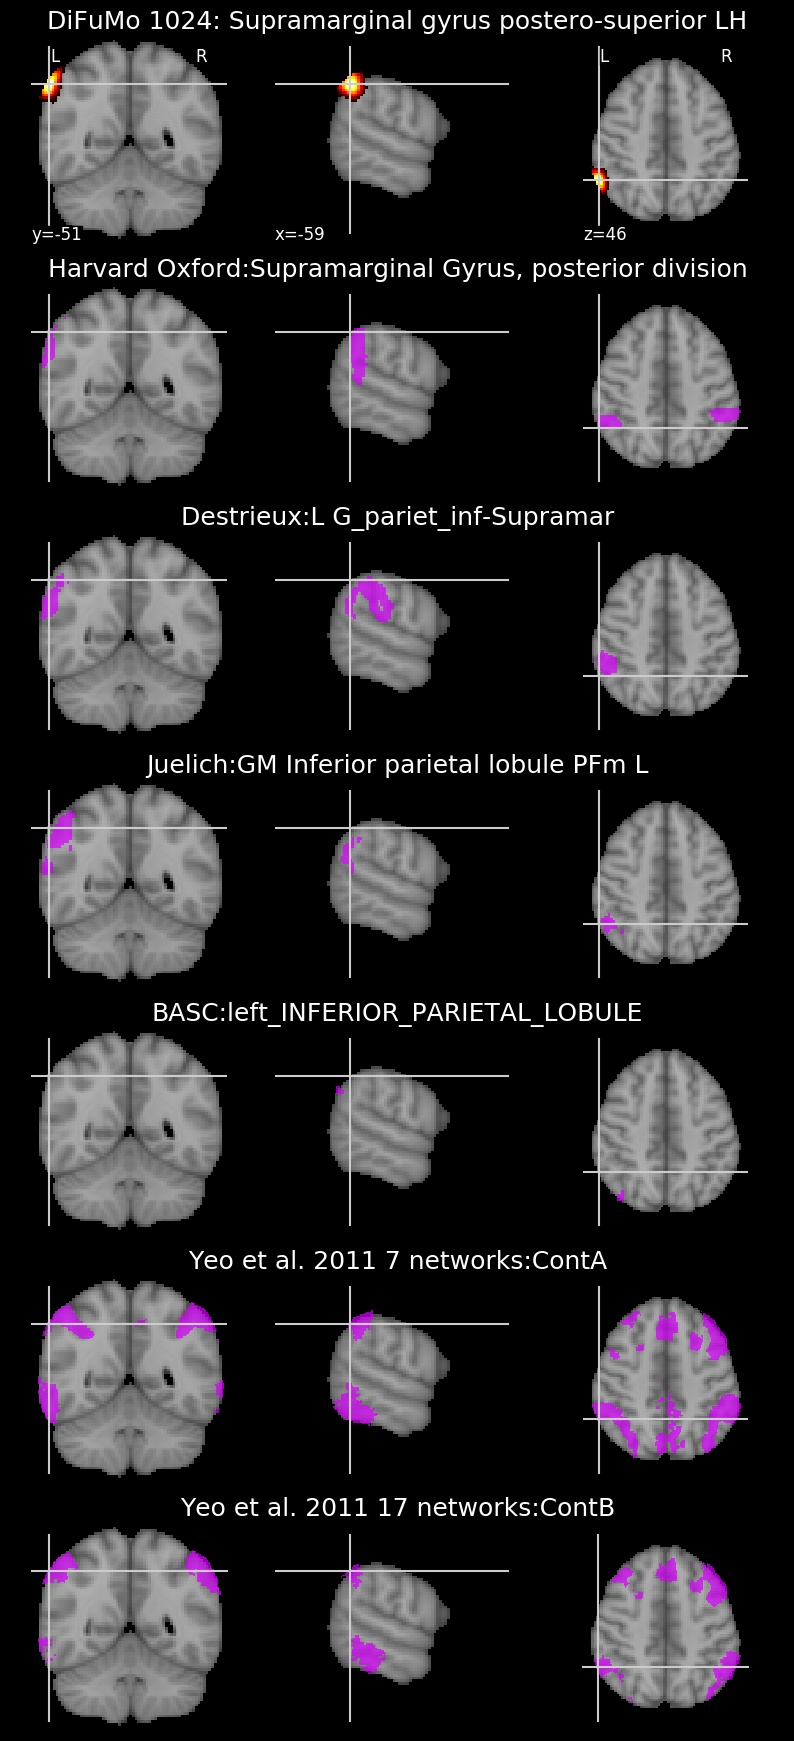 DiFuMo 1024: Supramarginal gyrus postero-superior LH
L R L R
y=-51 x=-59 z=46
Harvard Oxford:Supramarginal Gyrus, posterior division
Destrieux:L G_pariet_inf-Supramar
Juelich:GM Inferior parietal lobule PFm L
BASC:left_INFERIOR_PARIETAL_LOBULE
Yeo et al. 2011 7 networks:ContA
Yeo et al. 2011 17 networks:ContB